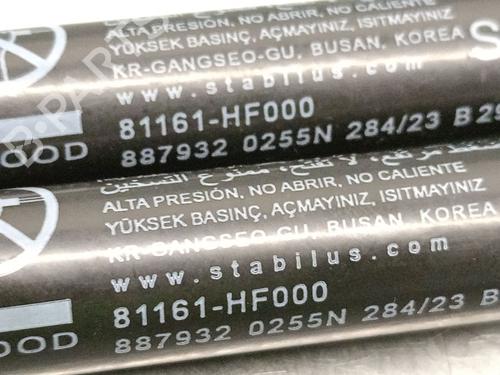 ALTA PRESIÓN, NO ABRIR, NO CALIENTE
YÜKSEK BASINÇ, AÇMAYINIZ, ISITMAYINIZ
KR-GANGSEO-GU, BUSAN, KOREA
www.stabilus.com
81161-HF000
OOD 887932 0255N 284/23 B 25
S
ALTA PRESIÓN, NO ABRIR, NO CALIENTE
YÜKSEK BASINÇ, AÇMAYINIZ, ISITMAYINIZ
KR-GANGSEO-GU, BUSAN, KOREA
www.stabilus.com
81161-HF000
OOD 887932 0255N 284/23 B